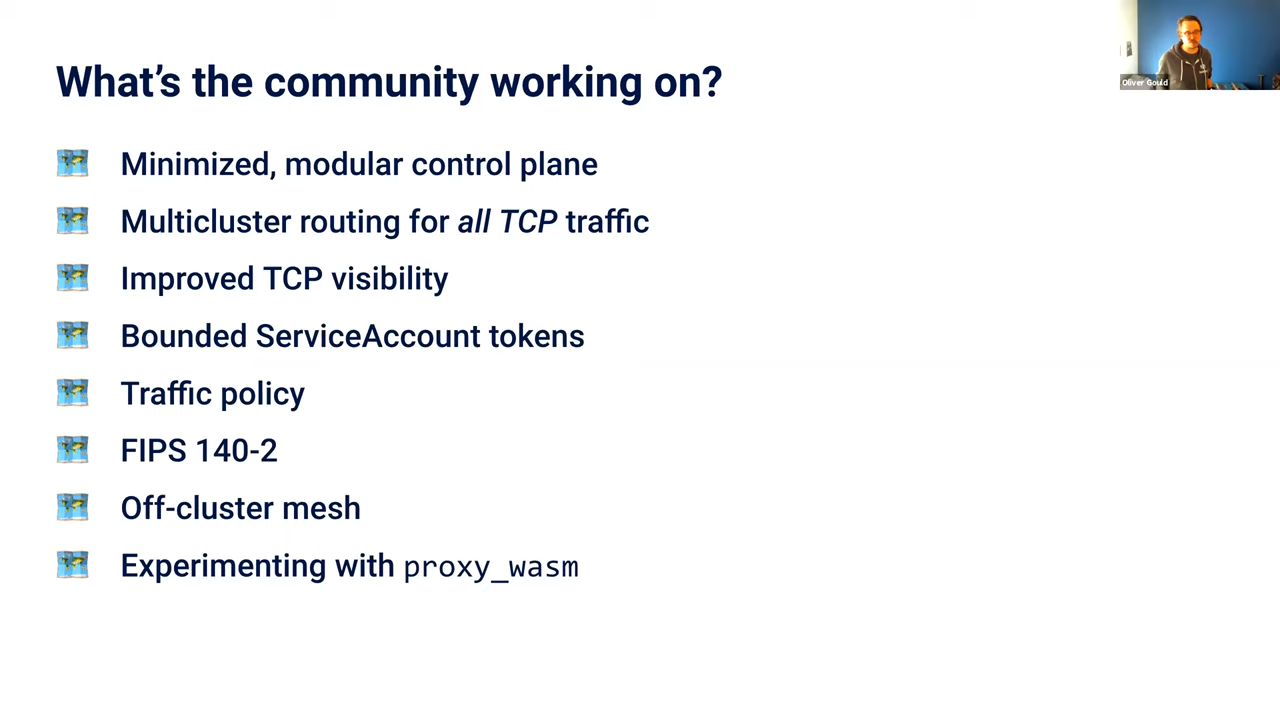 Oliver Gould
What's the community working on?
Minimized, modular control plane
Multicluster routing for all TCP traffic
Improved TCP visibility
Bounded ServiceAccount tokens
Traffic policy
FIPS 140-2
Off-cluster mesh
Experimenting with proxy_wasm